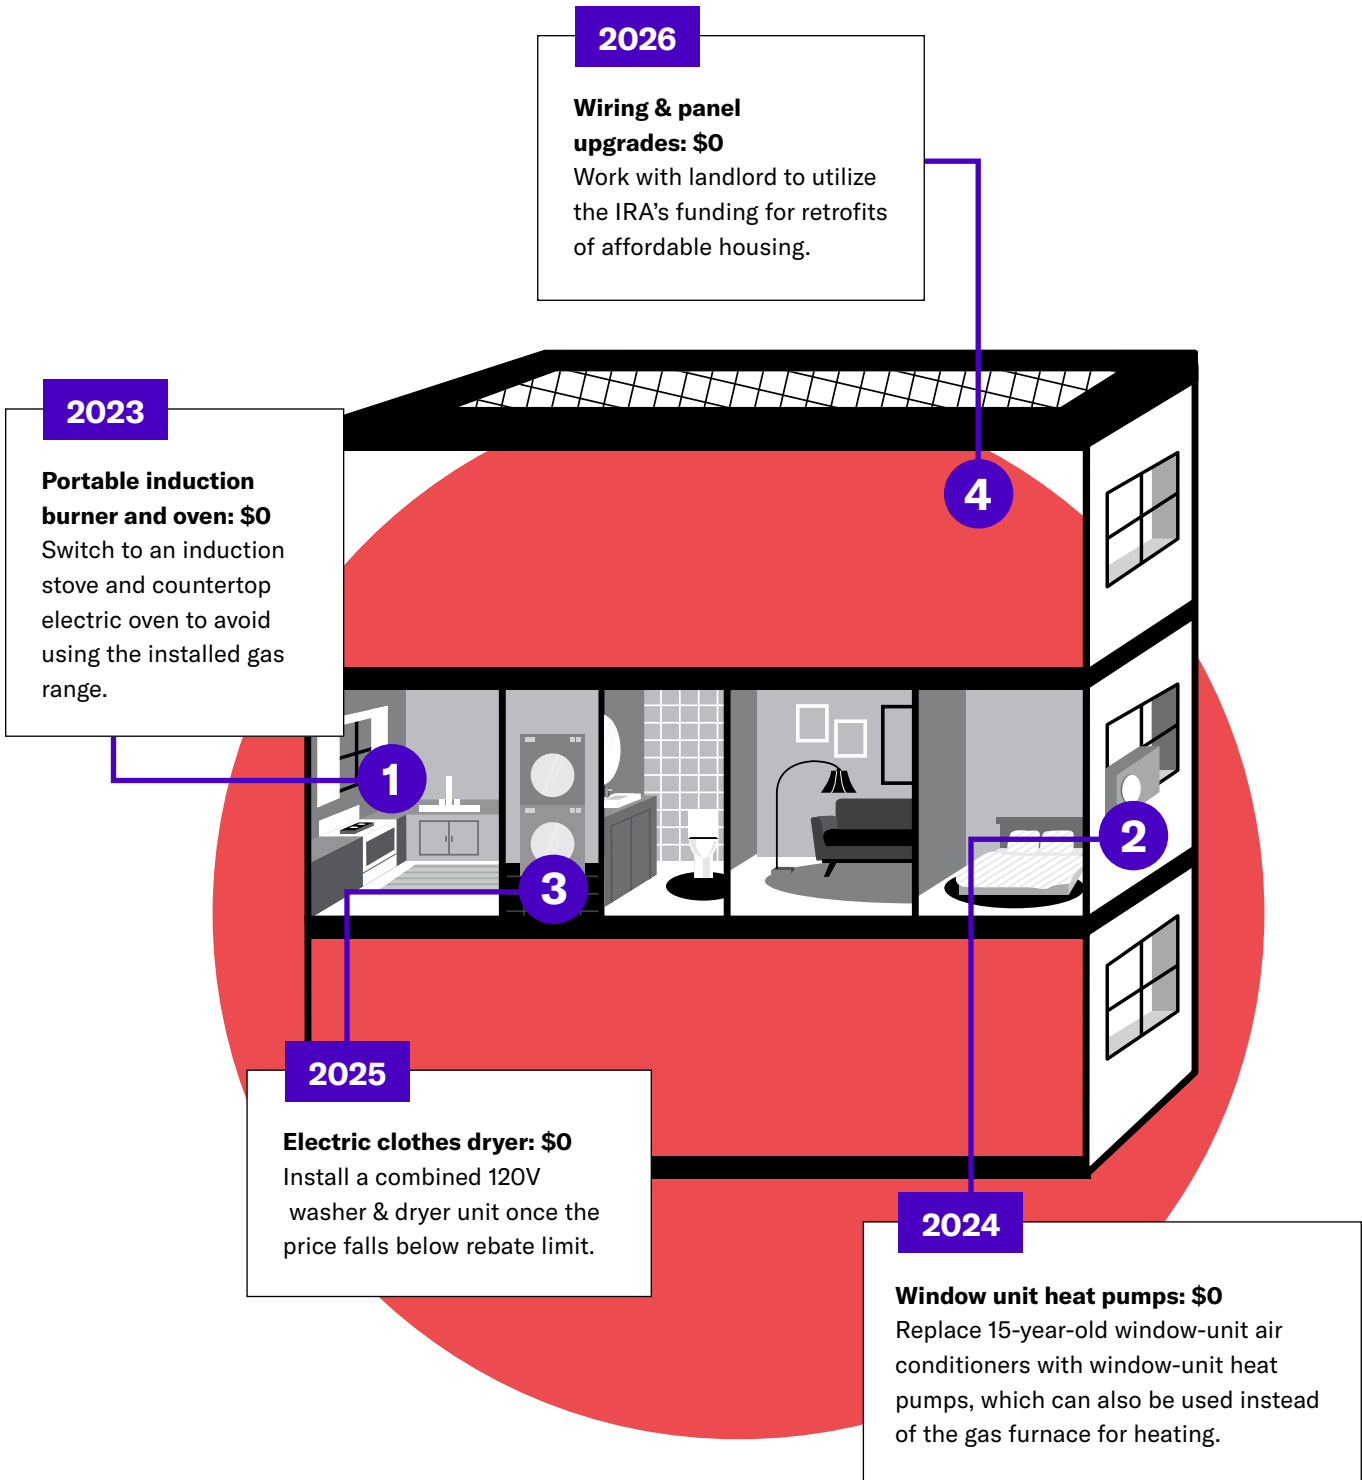 2026
Wiring & panel
upgrades: $0
Work with landlord to utilize
the IRA’s funding for retrofits
of affordable housing.
2023
Portable induction
burner and oven: $0
Switch to an induction
stove and countertop
electric oven to avoid
using the installed gas
range.
4
1
2
3
2025
Electric clothes dryer: $0
Install a combined 120V
washer & dryer unit once the
price falls below rebate limit.
2024
Window unit heat pumps: $0
Replace 15-year-old window-unit air
conditioners with window-unit heat
pumps, which can also be used instead
of the gas furnace for heating.